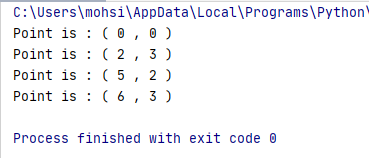 C:\Users\mohsi\AppData\Local\Programs\Python\
Point is : ( 0 , 0 )
Point is : ( 2 , 3 )
Point is : ( 5 , 2 )
Point is : ( 6 , 3 )
Process finished with exit code 0